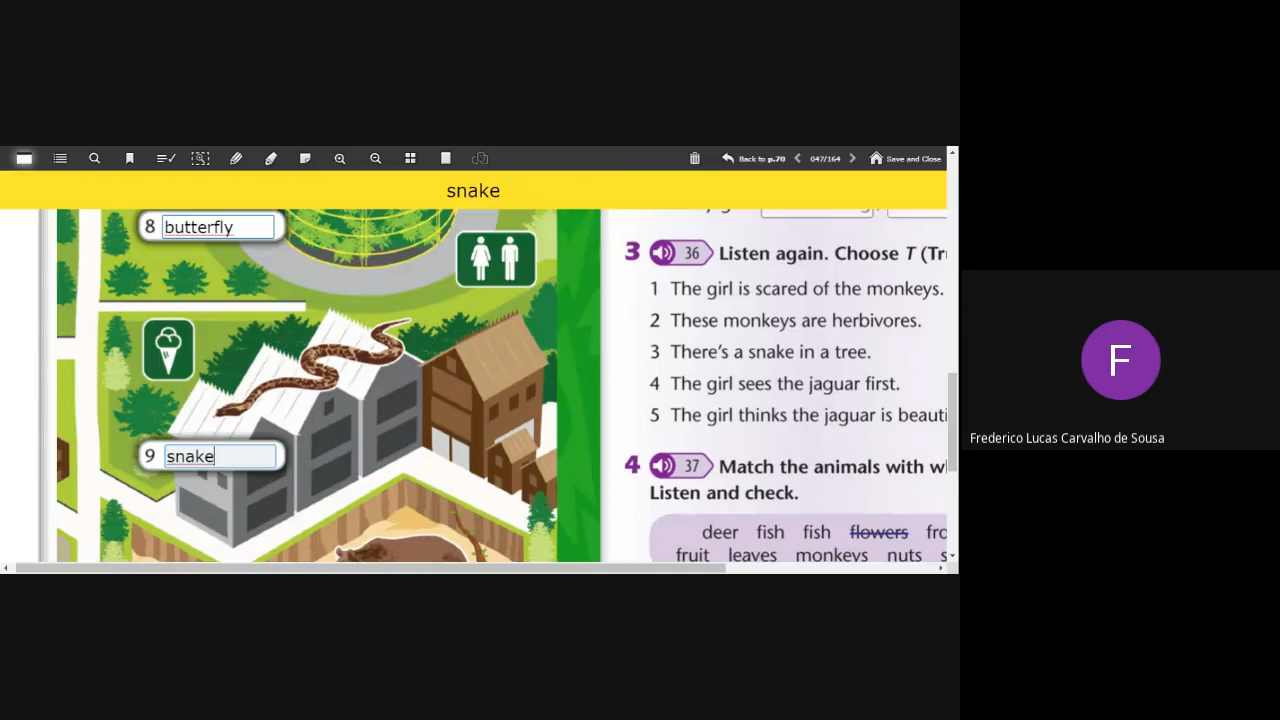 Back to p.70
047/164
Save and Close
snake
8 butterfly
9 snake
3 36 Listen again. Choose T (Tr
1 The girl is scared of the monkeys.
2 These monkeys are herbivores.
3 There's a snake in a tree.
4 The girl sees the jaguar first.
5 The girl thinks the jaguar is beauti
4 37 Match the animals with w
Listen and check.
deer fish fish flowers fro
fruit leaves monkeys nuts s
F
Frederico Lucas Carvalho de Sousa